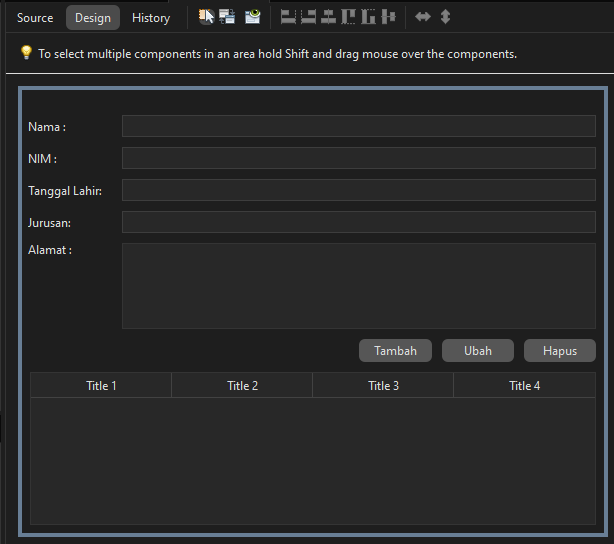 Source Design History
To select multiple components in an area hold Shift and drag mouse over the components.
Nama :
NIM :
Tanggal Lahir:
Jurusan:
Alamat :
Tambah Ubah Hapus
Title 1 Title 2 Title 3 Title 4